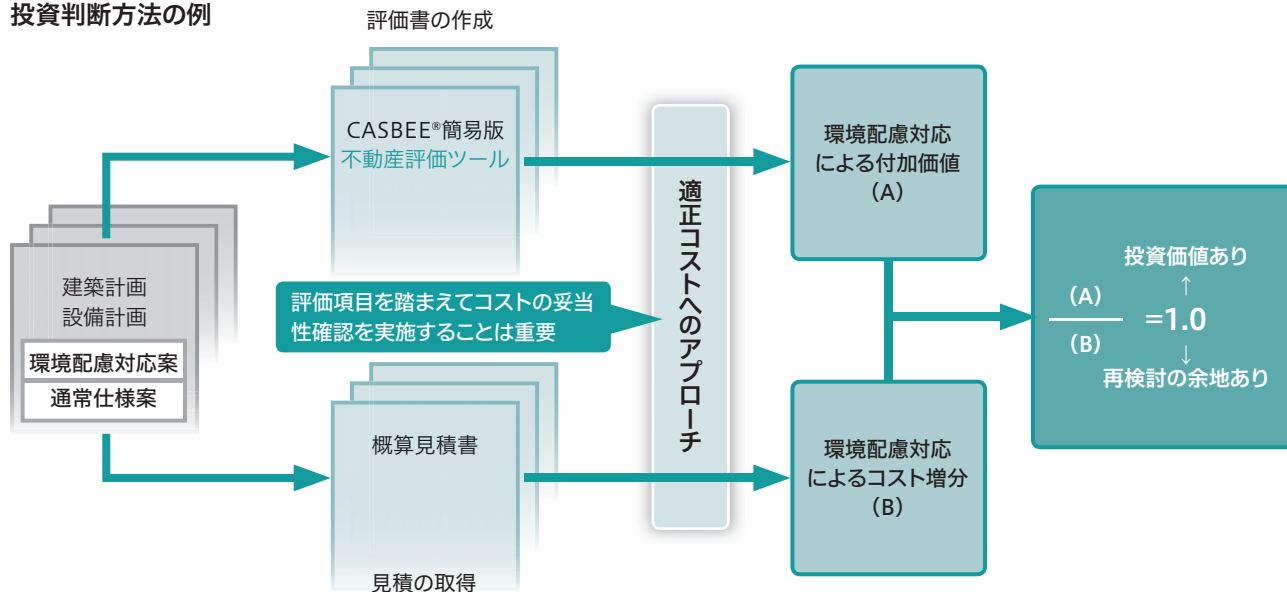 投資判断方法の例
評価書の作成
CASBEE®簡易版
不動産評価ツール
建築計画
設備計画
環境配慮対応案
通常仕様案
評価項目を踏まえてコストの妥当
性確認を実施することは重要
概算見積書
見積の取得
適正コストへのアプローチ
環境配慮対応
による付加価値
（A）
環境配慮対応
によるコスト増分
（B）
投資価値あり
↑
（A）
（B）
=1.0
↓
再検討の余地あり